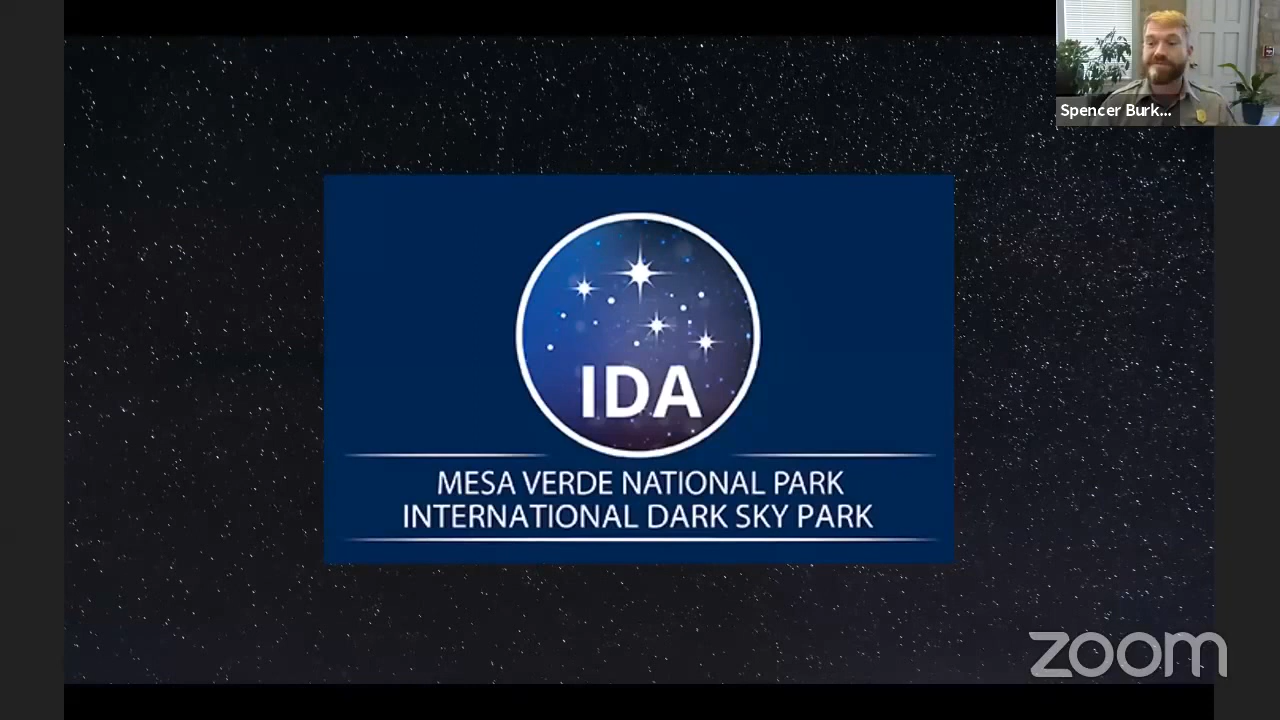 Spencer Burk...
IDA
MESA VERDE NATIONAL PARK
INTERNATIONAL DARK SKY PARK
zoom